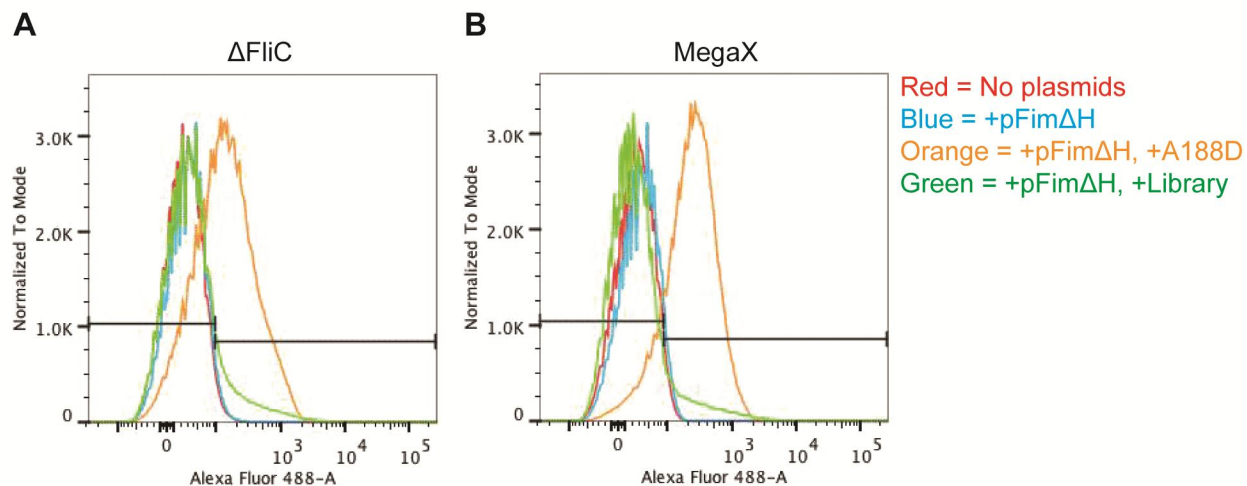 A
ΔFliC
Normalized To Mode
3.0K
2.0K
1.0K
0
0
10³
10⁴
10⁵
Alexa Fluor 488-A
B
MegaX
Normalized To Mode
3.0K
2.0K
1.0K
0
0
10³
10⁴
10⁵
Alexa Fluor 488-A
Red = No plasmids
Blue = +pFimΔH
Orange = +pFimΔH, +A188D
Green = +pFimΔH, +Library